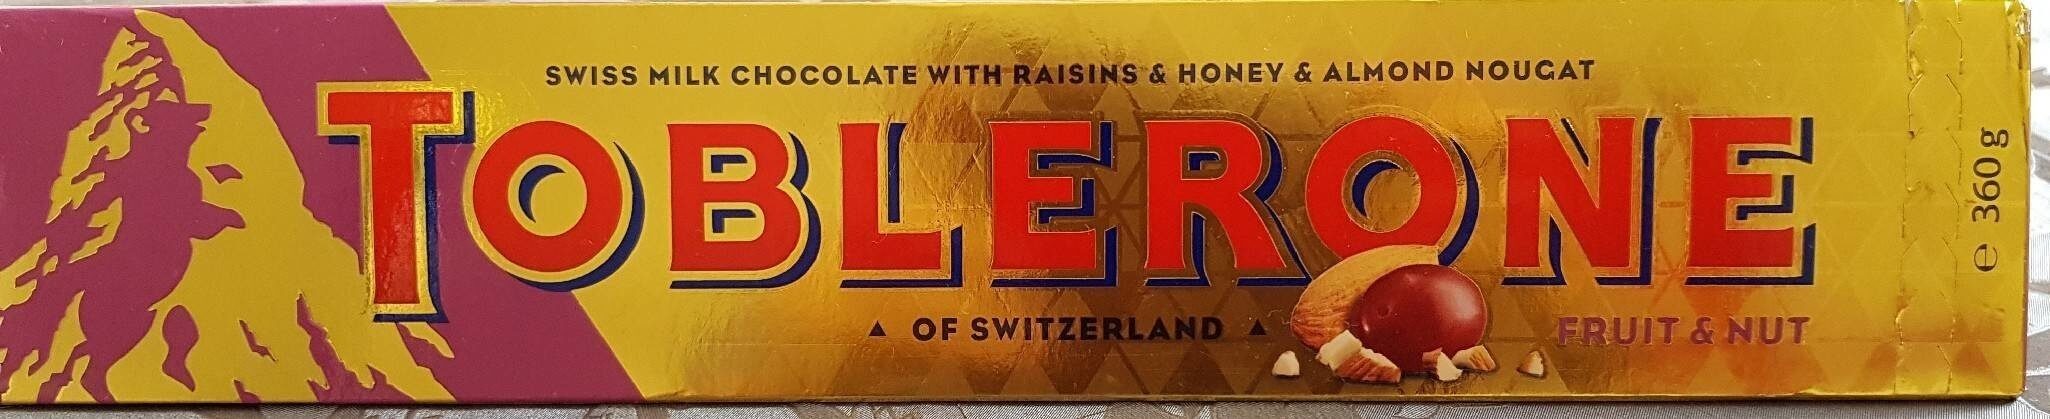 SWISS MILK CHOCOLATE WITH RAISINS & HONEY & ALMOND NOUGAT
TOBLERONE
▲ OF SWITZERLAND ▲
FRUIT & NUT
e 360 g